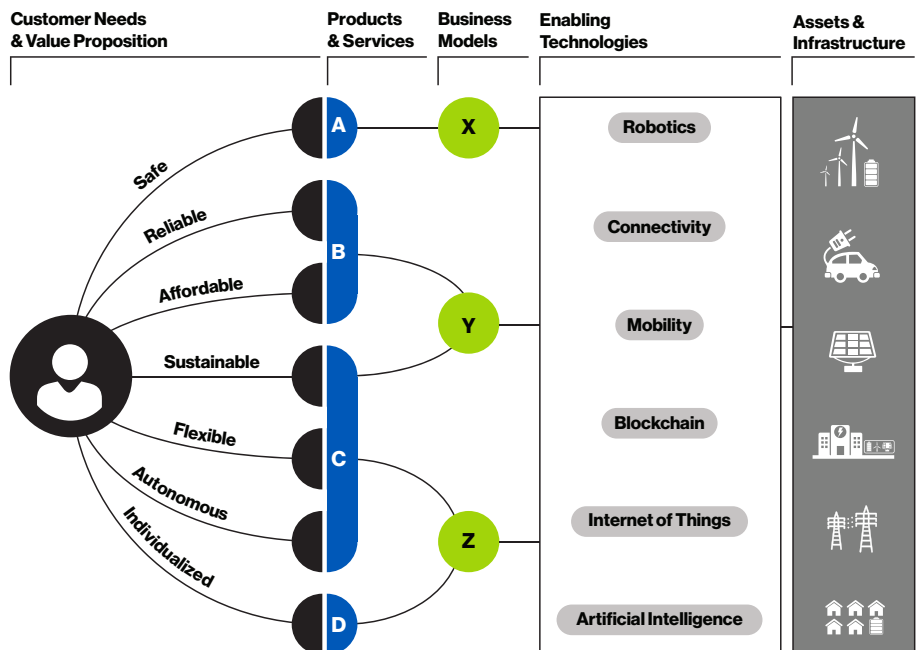 Customer Needs
& Value Proposition
Products
& Services
Business
Models
Enabling
Technologies
Assets &
Infrastructure
Safe
Reliable
Affordable
Sustainable
Flexible
Autonomous
Individualized
A
B
C
D
X
Y
Z
Robotics
Connectivity
Mobility
Blockchain
Internet of Things
Artificial Intelligence